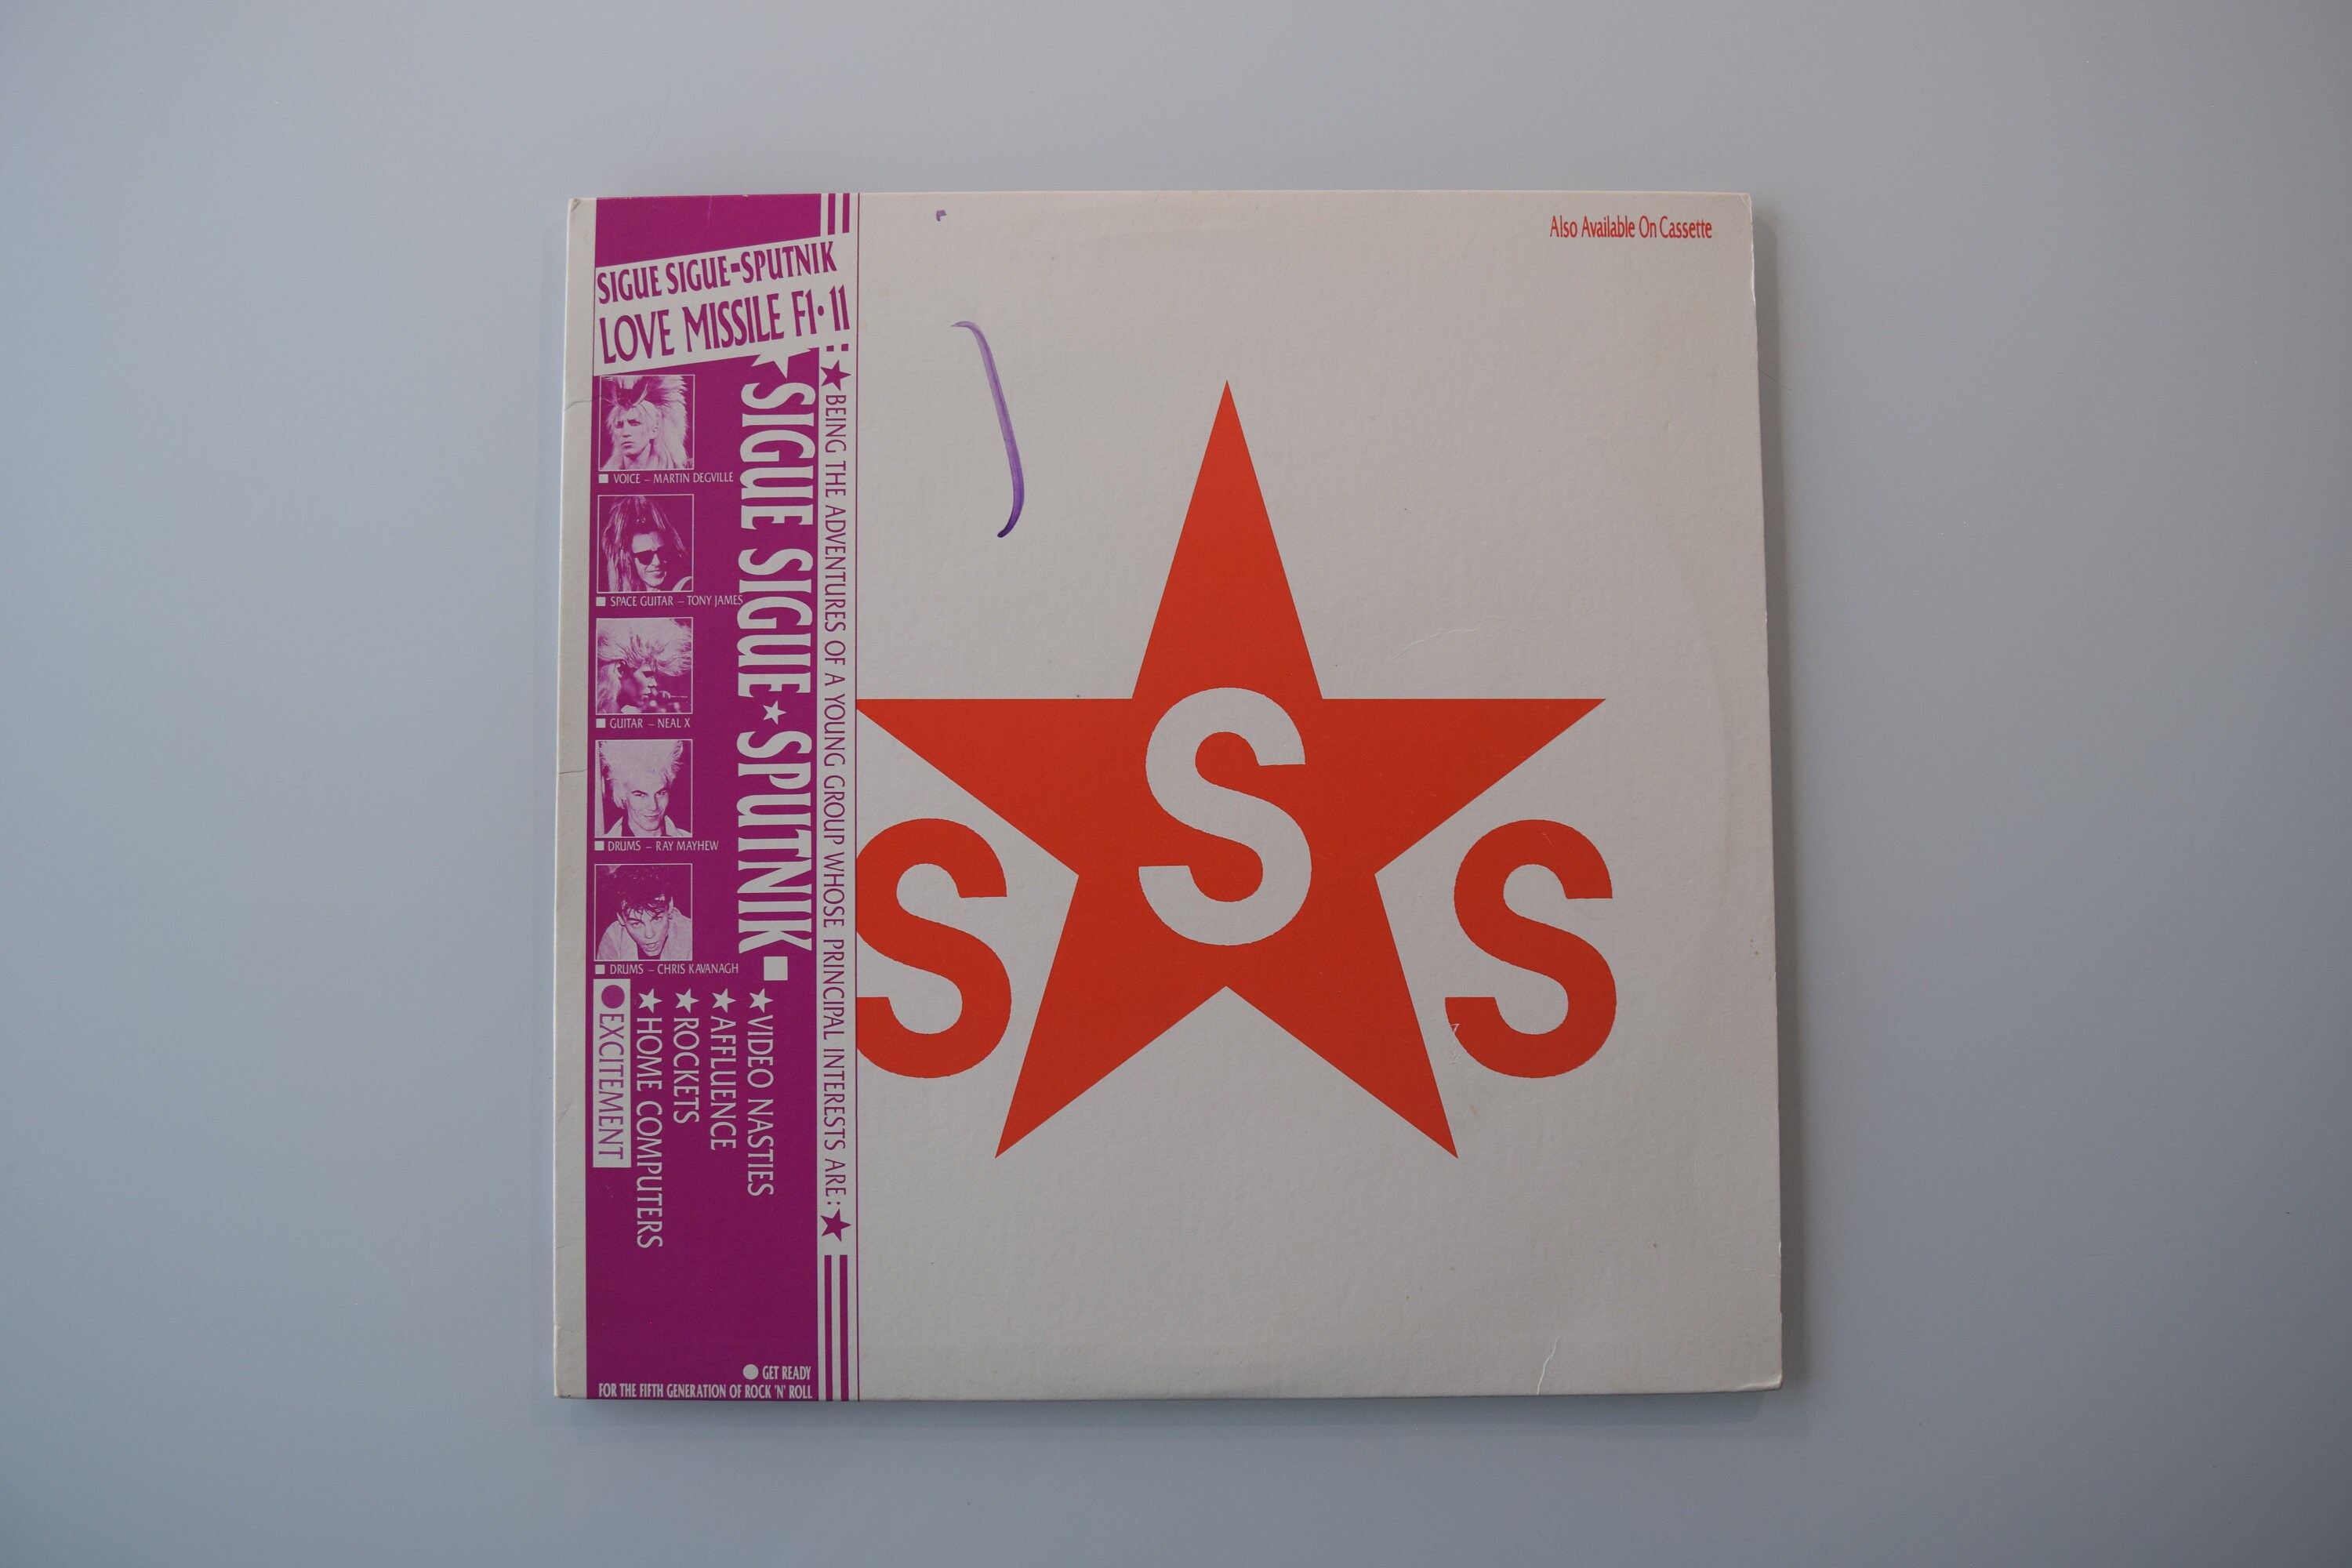 SIGUE SIGUE-SPUTNIK
LOVE MISSILE F1•11
VOICE – MARTIN DEGVILLE
SPACE GUITAR – TONY JAMES
GUITAR – NEAL X
DRUMS – RAY MAYHEW
DRUMS – CHRIS KAVANAGH
SIGUE SIGUE★SPUTNIK
BEING THE ADVENTURES OF A YOUNG GROUP WHOSE PRINCIPAL INTERESTS ARE:
★VIDEO NASTIES
★AFFLUENCE
★ROCKETS
★HOME COMPUTERS
●EXCITEMENT
● GET READY
FOR THE FIFTH GENERATION OF ROCK 'N' ROLL
Also Available On Cassette
S S S